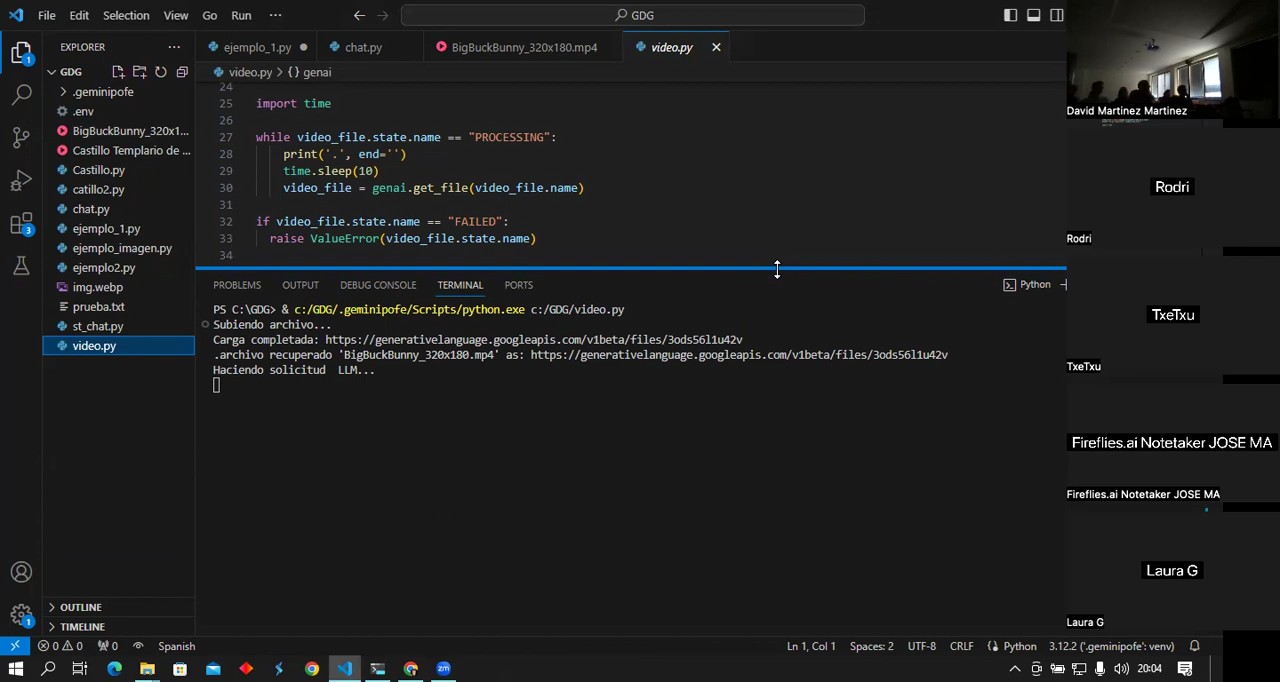 File Edit Selection View Go Run ··· GDG
EXPLORER ···
GDG
.geminipofe
.env
BigBuckBunny_320x1...
Castillo Templario de ...
Castillo.py
catillo2.py
chat.py
ejemplo_1.py
ejemplo_imagen.py
ejemplo2.py
img.webp
prueba.txt
st_chat.py
video.py
OUTLINE
TIMELINE
1
3
1
ejemplo_1.py chat.py BigBuckBunny_320x180.mp4 video.py
video.py > {} genai
24
25 import time
26
27 while video_file.state.name == "PROCESSING":
28 print('.', end='')
29 time.sleep(10)
30 video_file = genai.get_file(video_file.name)
31
32 if video_file.state.name == "FAILED":
33 raise ValueError(video_file.state.name)
34
PROBLEMS OUTPUT DEBUG CONSOLE TERMINAL PORTS Python
PS C:\GDG> & c:/GDG/.geminipofe/Scripts/python.exe c:/GDG/video.py
Subiendo archivo...
Carga completada: https://generativelanguage.googleapis.com/v1beta/files/3ods56l1u42v
.archivo recuperado 'BigBuckBunny_320x180.mp4' as: https://generativelanguage.googleapis.com/v1beta/files/3ods56l1u42v
Haciendo solicitud  LLM...
David Martinez Martinez
Rodri
Rodri
TxeTxu
TxeTxu
Fireflies.ai Notetaker JOSE MA
Fireflies.ai Notetaker JOSE MA
Laura G
Laura G
0 0 0 Spanish Ln 1, Col 1 Spaces: 2 UTF-8 CRLF {} Python 3.12.2 ('.geminipofe': venv)
zm 20:04